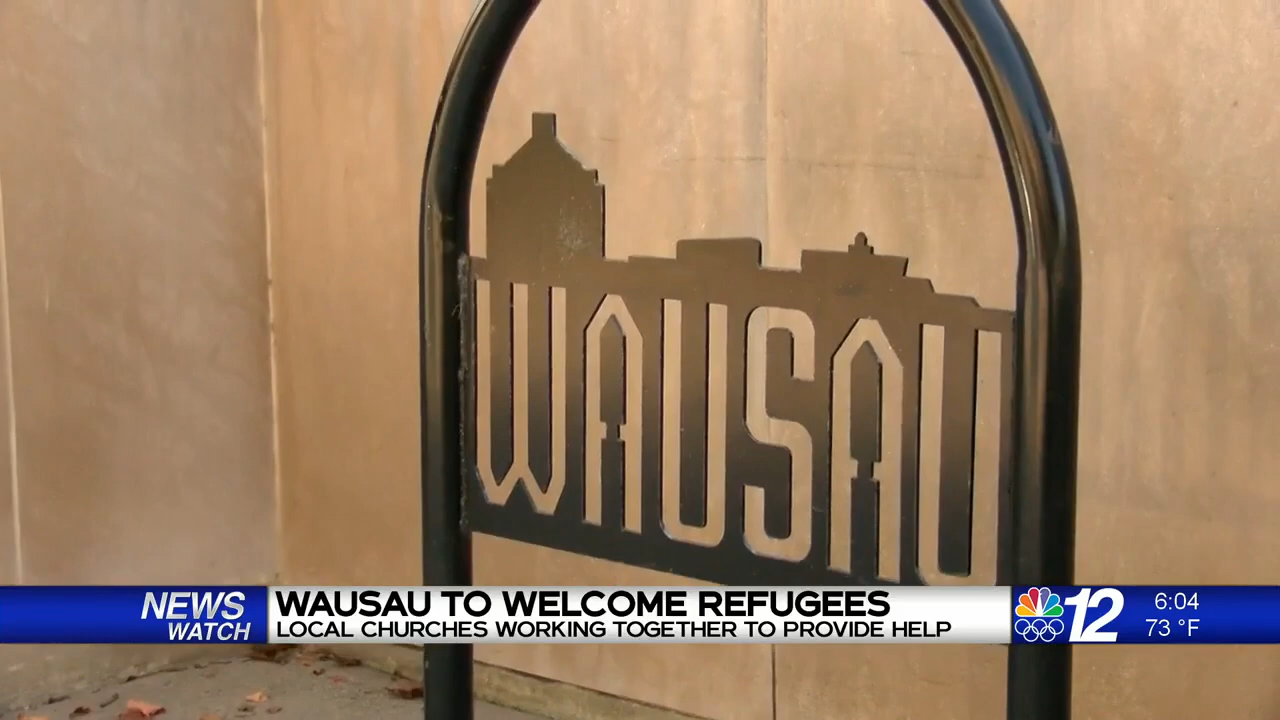 WAUSAU
NEWS
WATCH
WAUSAU TO WELCOME REFUGEES
LOCAL CHURCHES WORKING TOGETHER TO PROVIDE HELP
12
6:04
73 °F